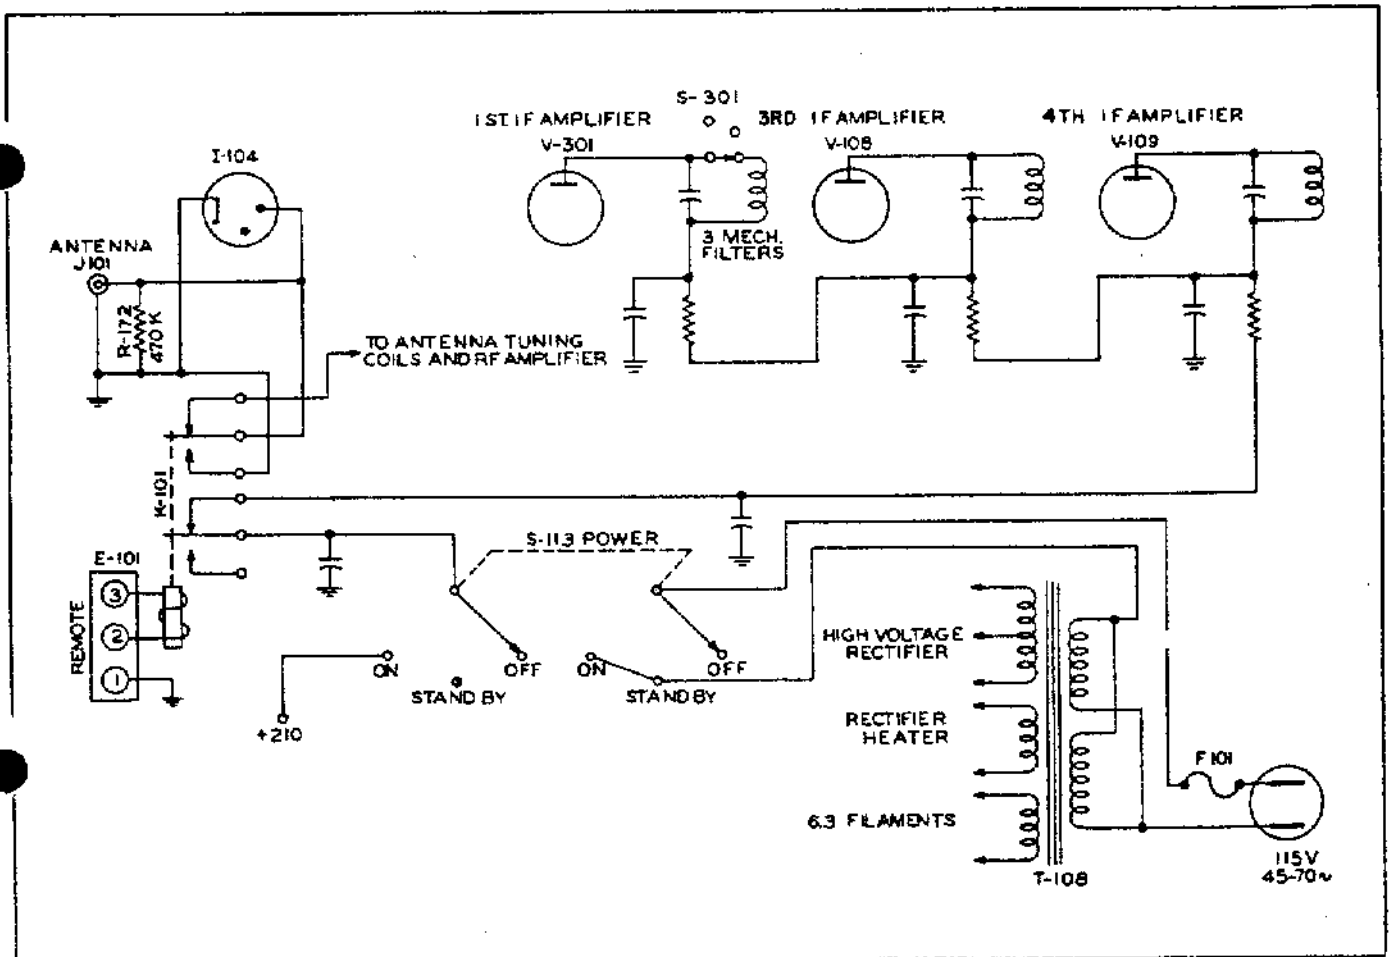 S-301
1ST IF AMPLIFIER
V-301
3RD IF AMPLIFIER
V-108
4TH IF AMPLIFIER
V-109
I-104
ANTENNA
J101
3 MECH.
FILTERS
R-172
470K
TO ANTENNA TUNING
COILS AND RF AMPLIFIER
K-101
S-113 POWER
E-101
REMOTE
3
2
1
ON
OFF
STAND BY
+210
ON
OFF
STAND BY
HIGH VOLTAGE
RECTIFIER
RECTIFIER
HEATER
6.3 FILAMENTS
T-108
F101
115V
45-70~